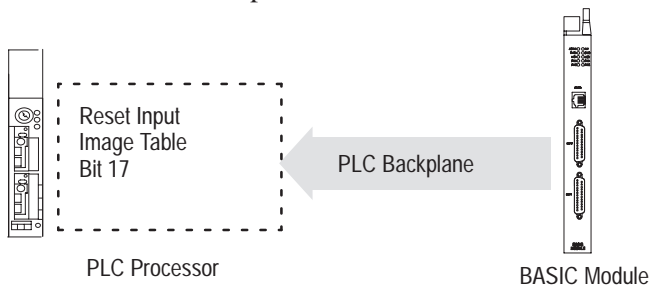 Reset Input
Image Table
Bit 17
PLC Backplane
PLC Processor
BASIC Module